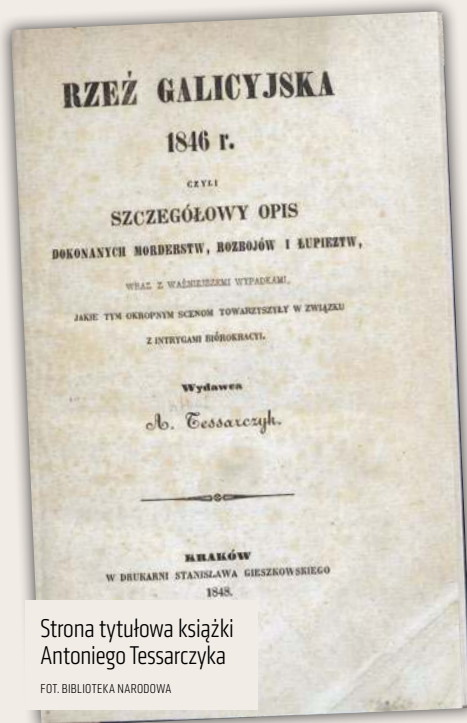 RZEŹ GALICYJSKA
1846 r.
CZYLI
SZCZEGÓŁOWY OPIS
DOKONANYCH MORDERSTW, ROZBOJÓW I ŁUPIEZTW,
WRAZ Z WAŻNIEJSZEMI WYPADKAMI,
JAKIE TYM OKROPNYM SCENOM TOWARZYSZYŁY W ZWIĄZKU
Z INTRYGAMI BIÓROKRACYI.
Wydawca
A. Tessarczyk.
KRAKÓW
W DRUKARNI STANISŁAWA GIESZKOWSKIEGO
1848.
Strona tytułowa książki
Antoniego Tessarczyka
FOT. BIBLIOTEKA NARODOWA